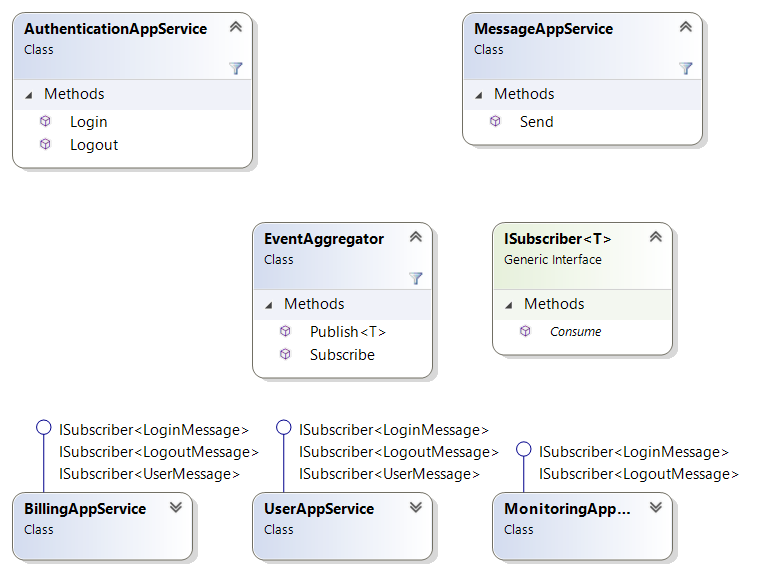 AuthenticationAppService
Class
Methods
Login
Logout
MessageAppService
Class
Methods
Send
EventAggregator
Class
Methods
Publish<T>
Subscribe
ISubscriber<T>
Generic Interface
Methods
Consume
ISubscriber<LoginMessage>
ISubscriber<LogoutMessage>
ISubscriber<UserMessage>
BillingAppService
Class
ISubscriber<LoginMessage>
ISubscriber<LogoutMessage>
ISubscriber<UserMessage>
UserAppService
Class
ISubscriber<LoginMessage>
ISubscriber<LogoutMessage>
MonitoringApp...
Class